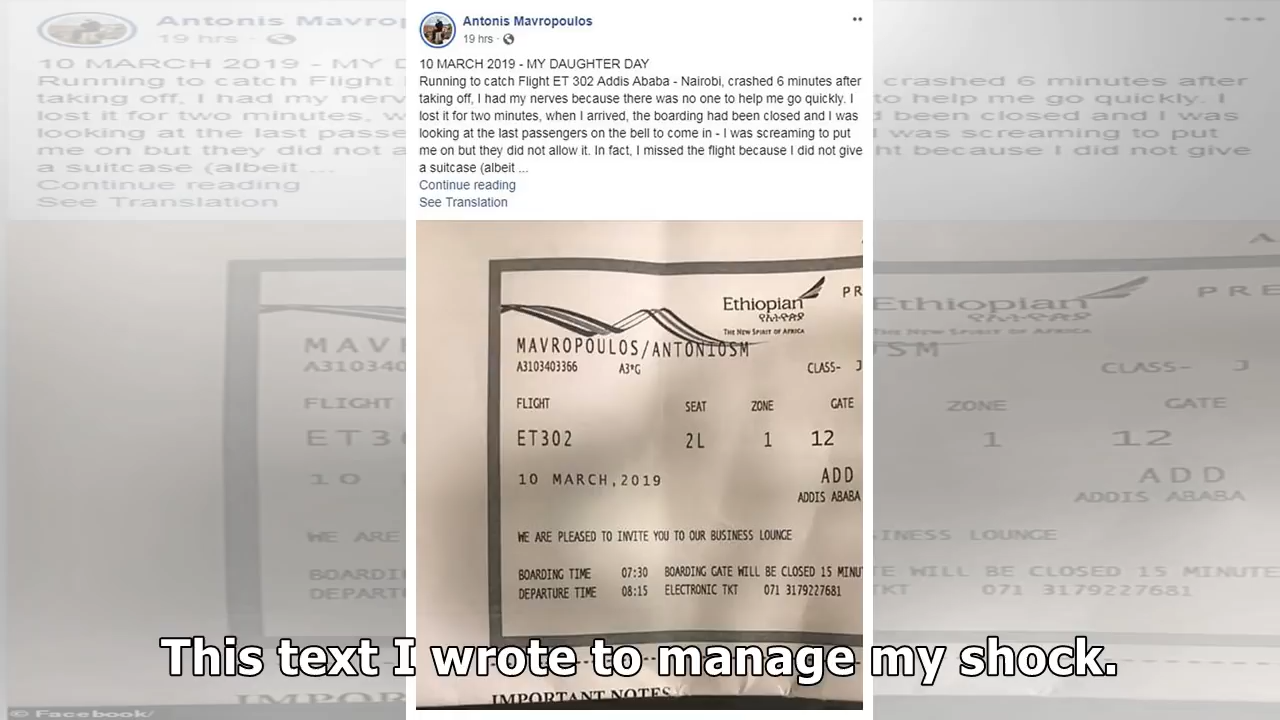 Antonis Mavropoulos
19 hrs ·
10 MARCH 2019 - MY DAUGHTER DAY
Running to catch Flight ET 302 Addis Ababa - Nairobi, crashed 6 minutes after
taking off, I had my nerves because there was no one to help me go quickly. I
lost it for two minutes, when I arrived, the boarding had been closed and I was
looking at the last passengers on the bell to come in - I was screaming to put
me on but they did not allow it. In fact, I missed the flight because I did not give
a suitcase (albeit ...
Continue reading
See Translation
Ethiopian
የኢትዮጵያ
THE NEW SPIRIT OF AFRICA
PR
MAVROPOULOS/ANTONIOSM
A3103403366 A3*G CLASS- J
FLIGHT SEAT ZONE GATE
ET302 2L 1 12
10 MARCH,2019 ADD
ADDIS ABABA
WE ARE PLEASED TO INVITE YOU TO OUR BUSINESS LOUNGE
BOARDING TIME 07:30 BOARDING GATE WILL BE CLOSED 15 MINU
DEPARTURE TIME 08:15 ELECTRONIC TKT 071 3179227681
IMPORTANT NOTES
This text I wrote to manage my shock.
© Facebook/